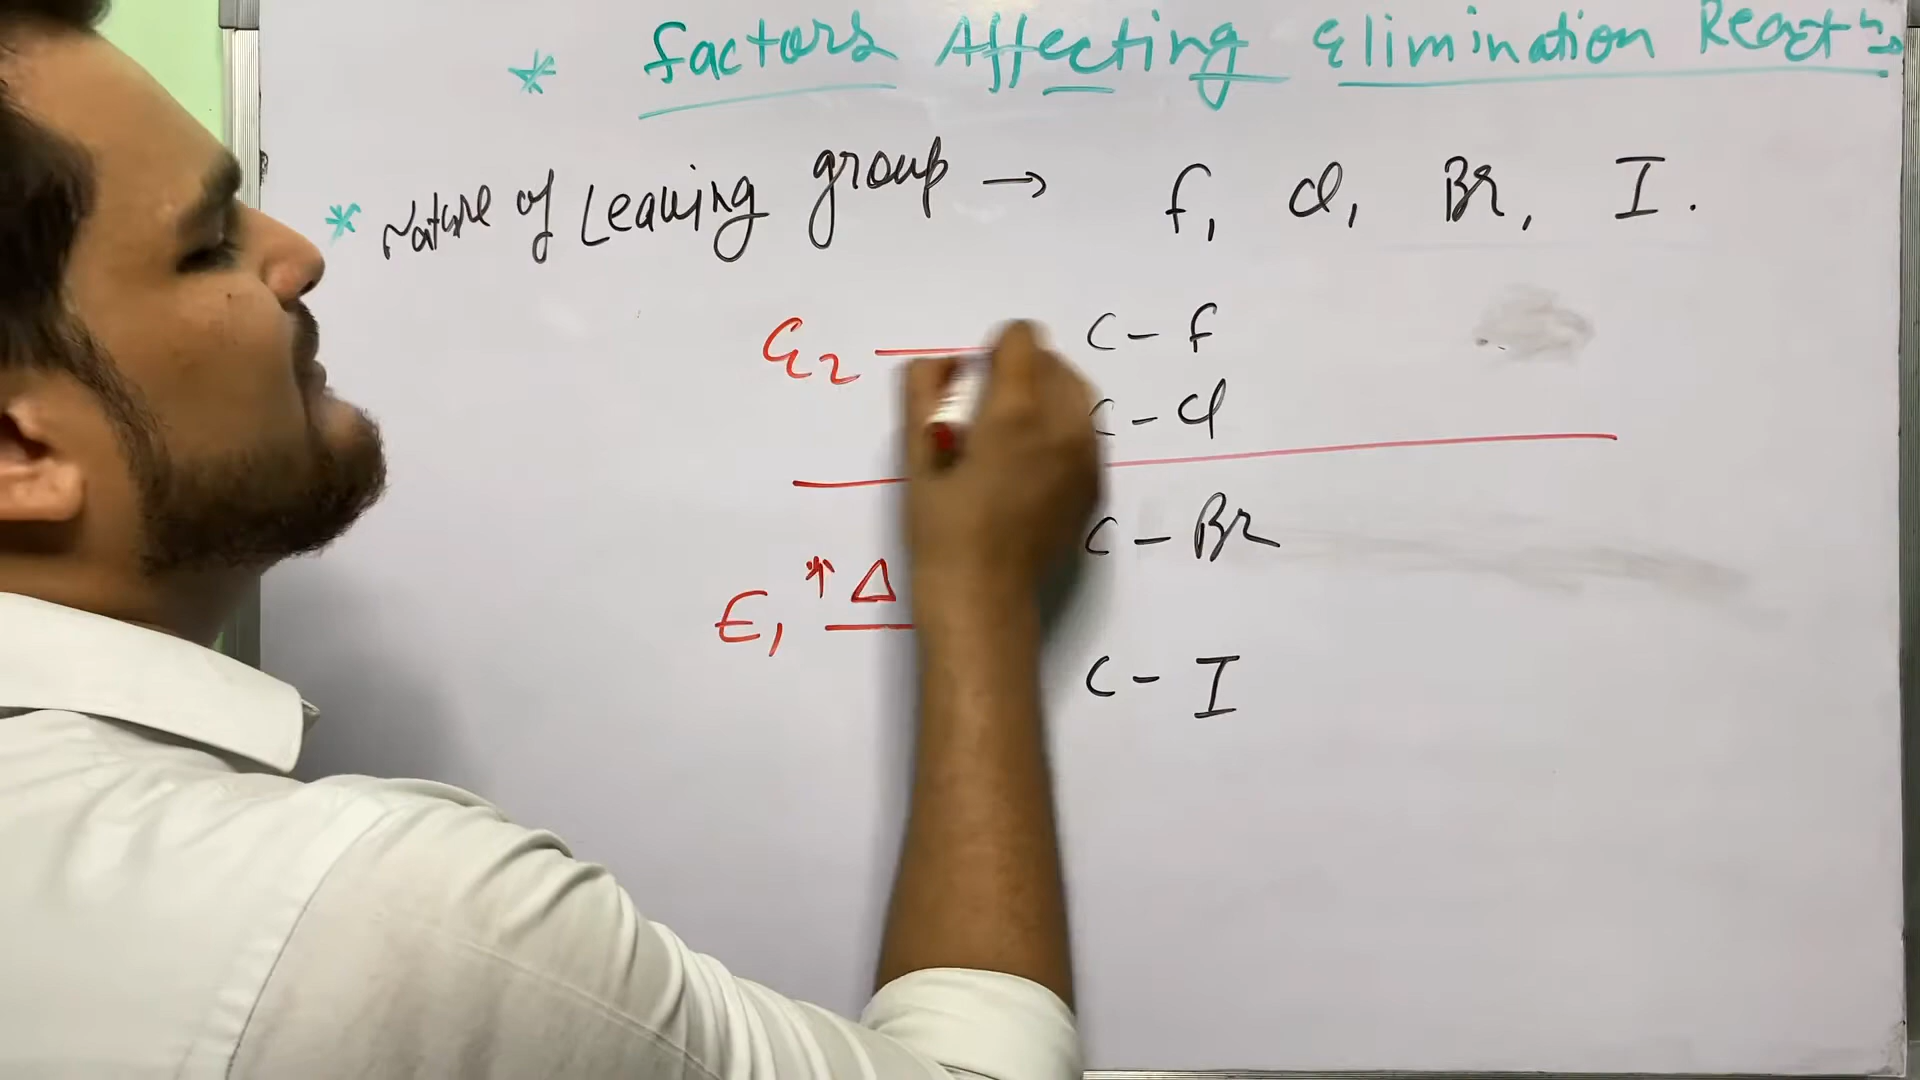 * Factors Affecting Elimination React
* Nature of Leaving group → F, Cl, Br, I.
E2 C - F
C - Cl
C - Br
E1 ↑ Δ
C - I